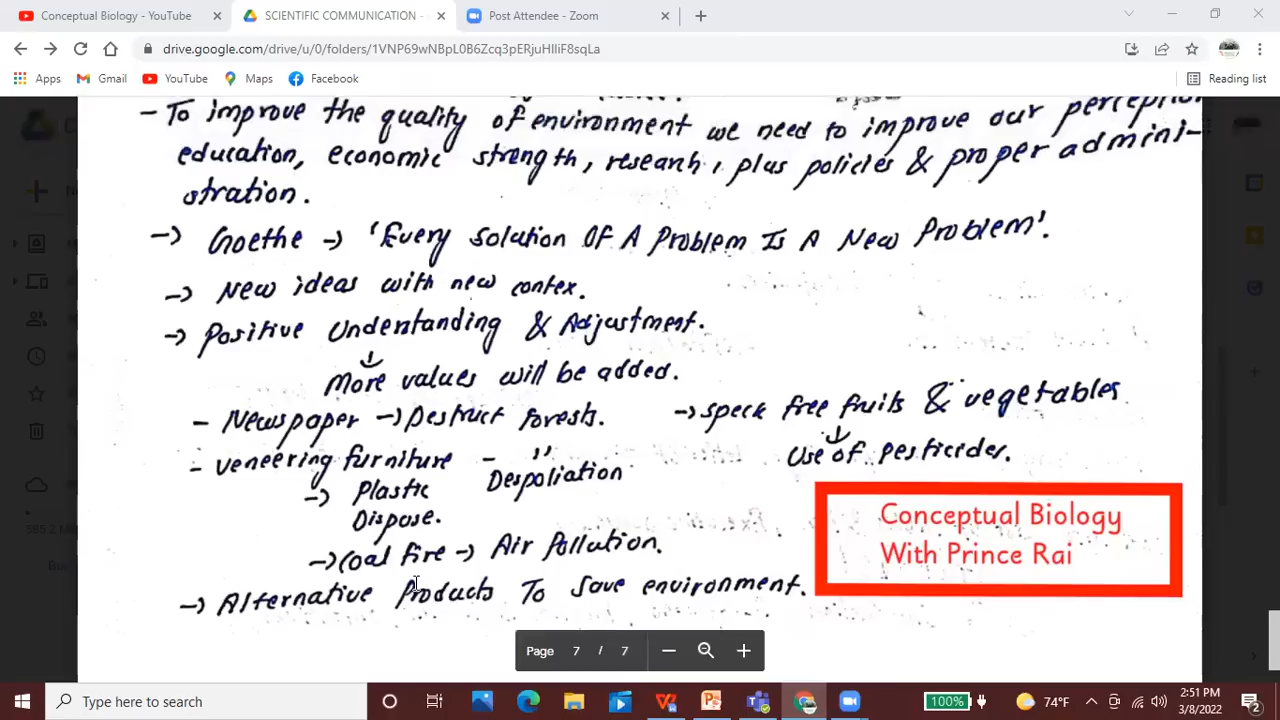 Conceptual Biology - YouTube
SCIENTIFIC COMMUNICATION -
Post Attendee - Zoom
drive.google.com/drive/u/0/folders/1VNP69wNBpL0B6Zcq3pERjuHIliF8sqLa
Apps Gmail YouTube Maps Facebook Reading list
- To improve the quality of environment we need to improve our perception
education, economic strength, research, plus policies & proper admini-
stration.
→ Goethe → 'Every Solution Of A Problem Is A New Problem'.
→ New ideas with new contex.
→ Positive Understanding & Adjustment.
↓
More values will be added.
- Newspaper → Destruct forests. → speck free fruits & vegetables
↓
Use of pesticides.
- Veneering furniture - ''
Despoliation
→ Plastic
Dispose.
→ Coal fire → Air Pollution.
→ Alternative Products To Save environment.
Conceptual Biology
With Prince Rai
Page 7 / 7
Type here to search
100%
74°F
2:51 PM
3/8/2022
2